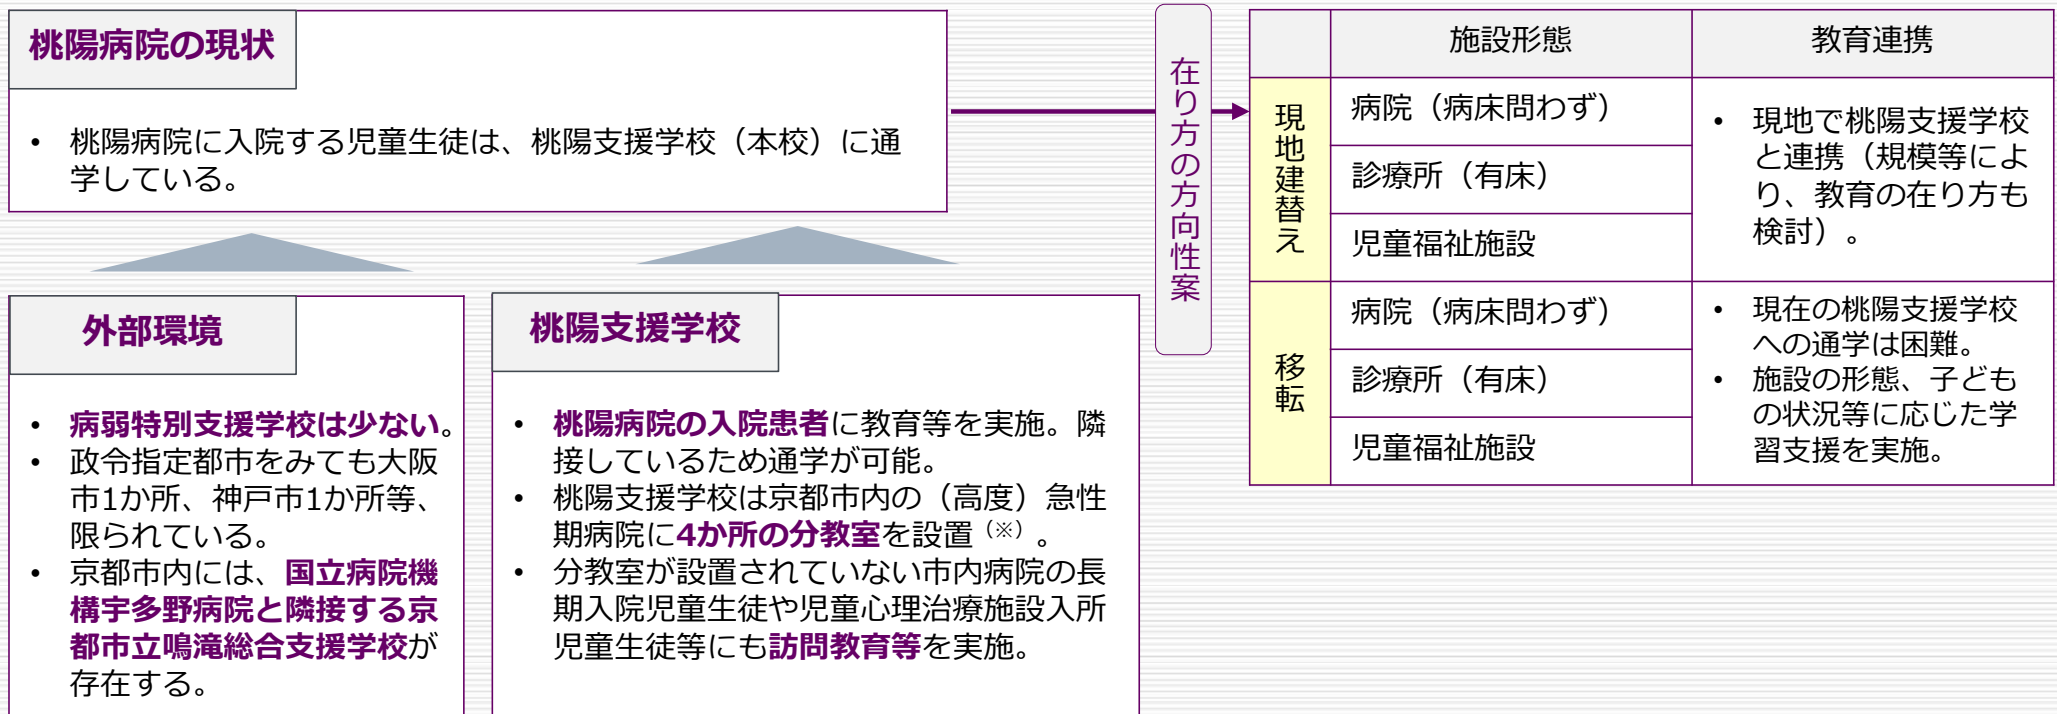 桃陽病院の現状
• 桃陽病院に入院する児童生徒は、桃陽支援学校（本校）に通
学している。
外部環境
• 病弱特別支援学校は少ない。
• 政令指定都市をみても大阪
市1か所、神戸市1か所等、
限られている。
• 京都市内には、国立病院機
構宇多野病院と隣接する京
都市立鳴滝総合支援学校が
存在する。
桃陽支援学校
• 桃陽病院の入院患者に教育等を実施。隣
接しているため通学が可能。
• 桃陽支援学校は京都市内の（高度）急性
期病院に4か所の分教室を設置（※）。
• 分教室が設置されていない市内病院の長
期入院児童生徒や児童心理治療施設入所
児童生徒等にも訪問教育等を実施。
在り方の方向性案
施設形態
教育連携
現地建替え
病院（病床問わず）
診療所（有床）
児童福祉施設
• 現地で桃陽支援学校
と連携（規模等によ
り、教育の在り方も
検討）。
移転
病院（病床問わず）
診療所（有床）
児童福祉施設
• 現在の桃陽支援学校
への通学は困難。
• 施設の形態、子ども
の状況等に応じた学
習支援を実施。